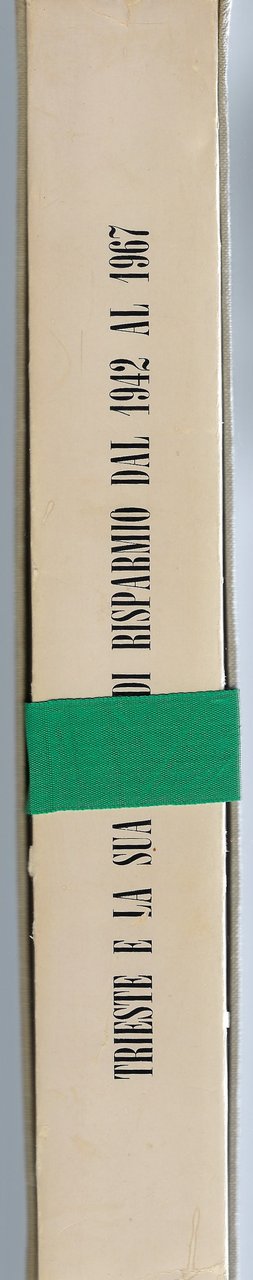 TRIESTE E LA SUA DI RISPARMIO DAL 1942 AL 1967